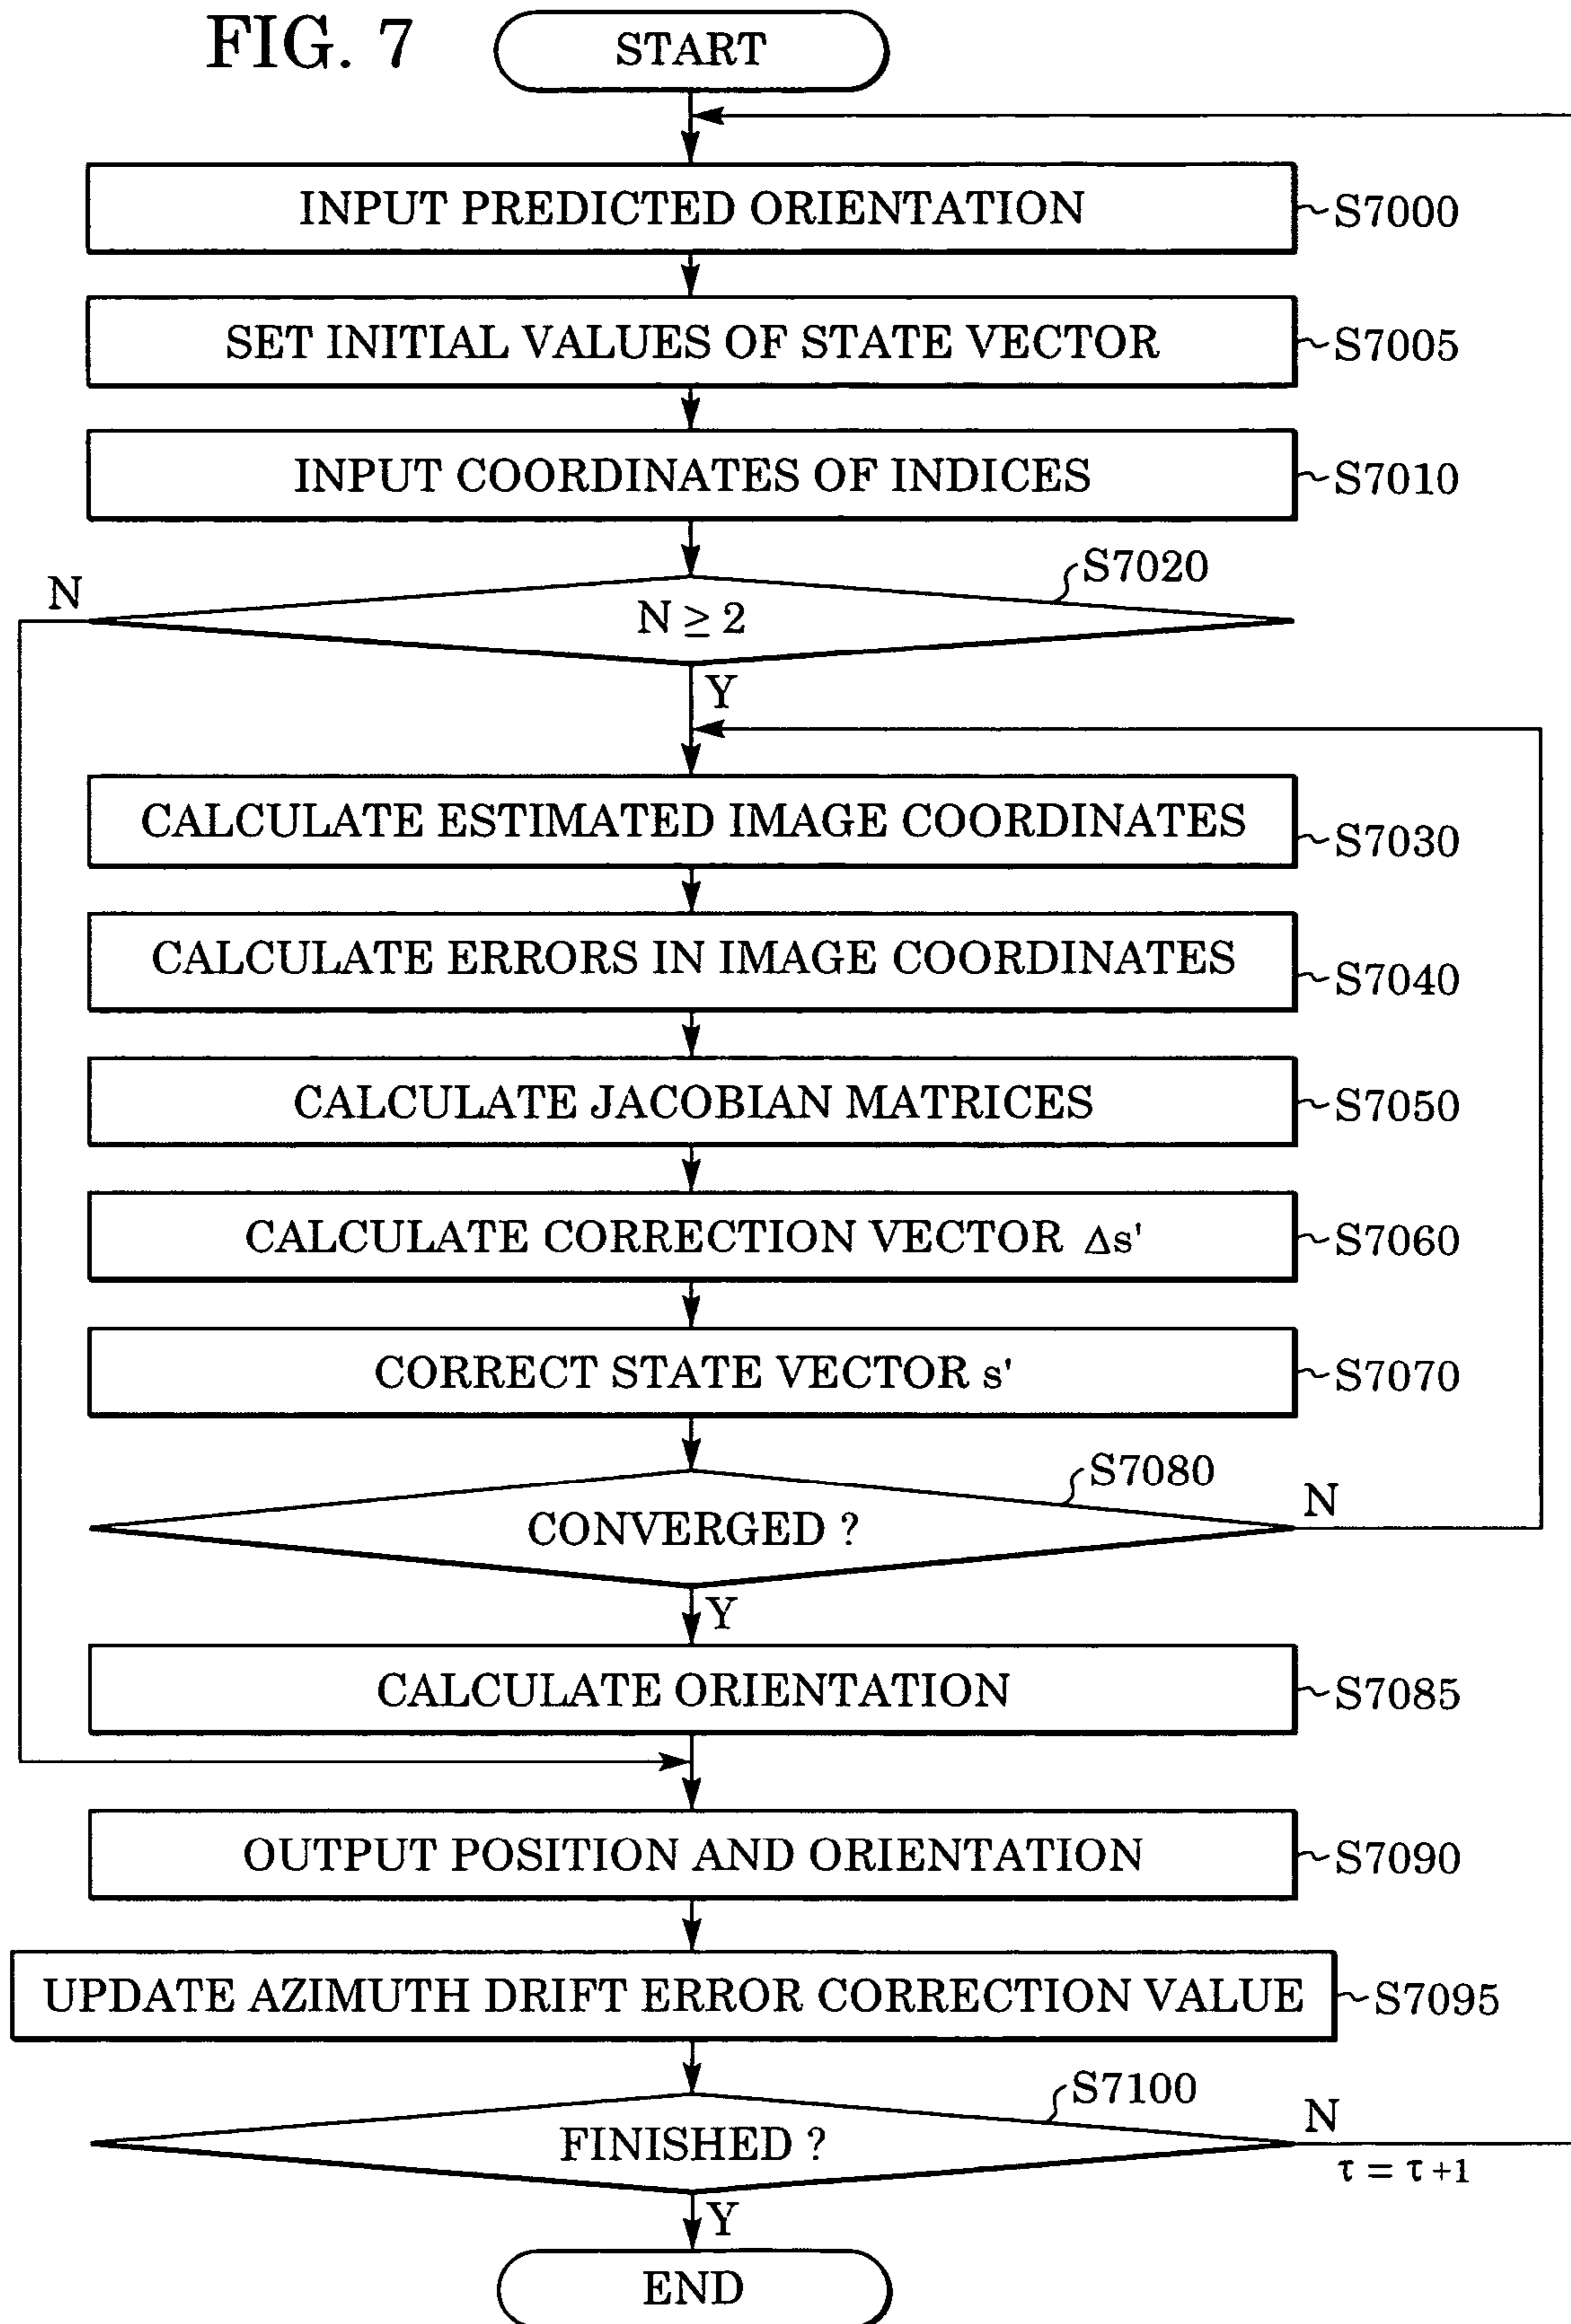 FIG. 7
START
INPUT PREDICTED ORIENTATION
S7000
SET INITIAL VALUES OF STATE VECTOR
S7005
INPUT COORDINATES OF INDICES
S7010
S7020
N
N ≥ 2
Y
CALCULATE ESTIMATED IMAGE COORDINATES
S7030
CALCULATE ERRORS IN IMAGE COORDINATES
S7040
CALCULATE JACOBIAN MATRICES
S7050
CALCULATE CORRECTION VECTOR Δs'
S7060
CORRECT STATE VECTOR s'
S7070
S7080
CONVERGED ?
N
Y
CALCULATE ORIENTATION
S7085
OUTPUT POSITION AND ORIENTATION
S7090
UPDATE AZIMUTH DRIFT ERROR CORRECTION VALUE
S7095
S7100
FINISHED ?
N
τ = τ +1
Y
END